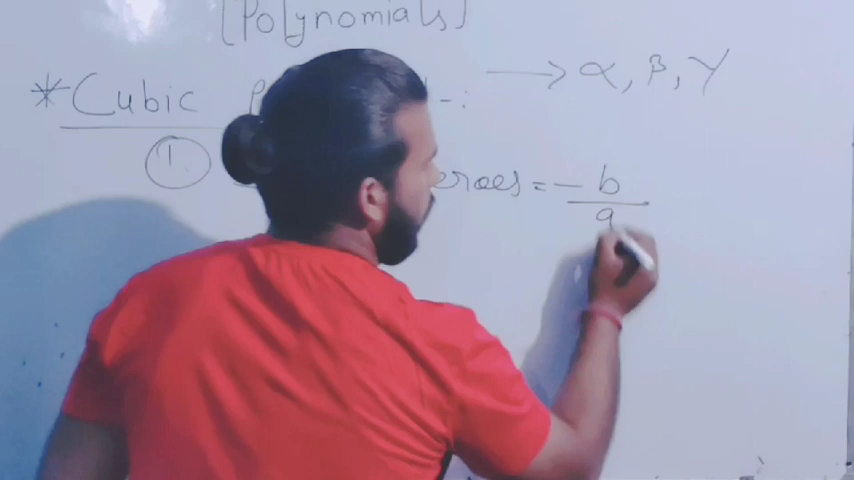 [Polynomials]
* Cubic -: → α, β, γ
1. eroes = - b/a